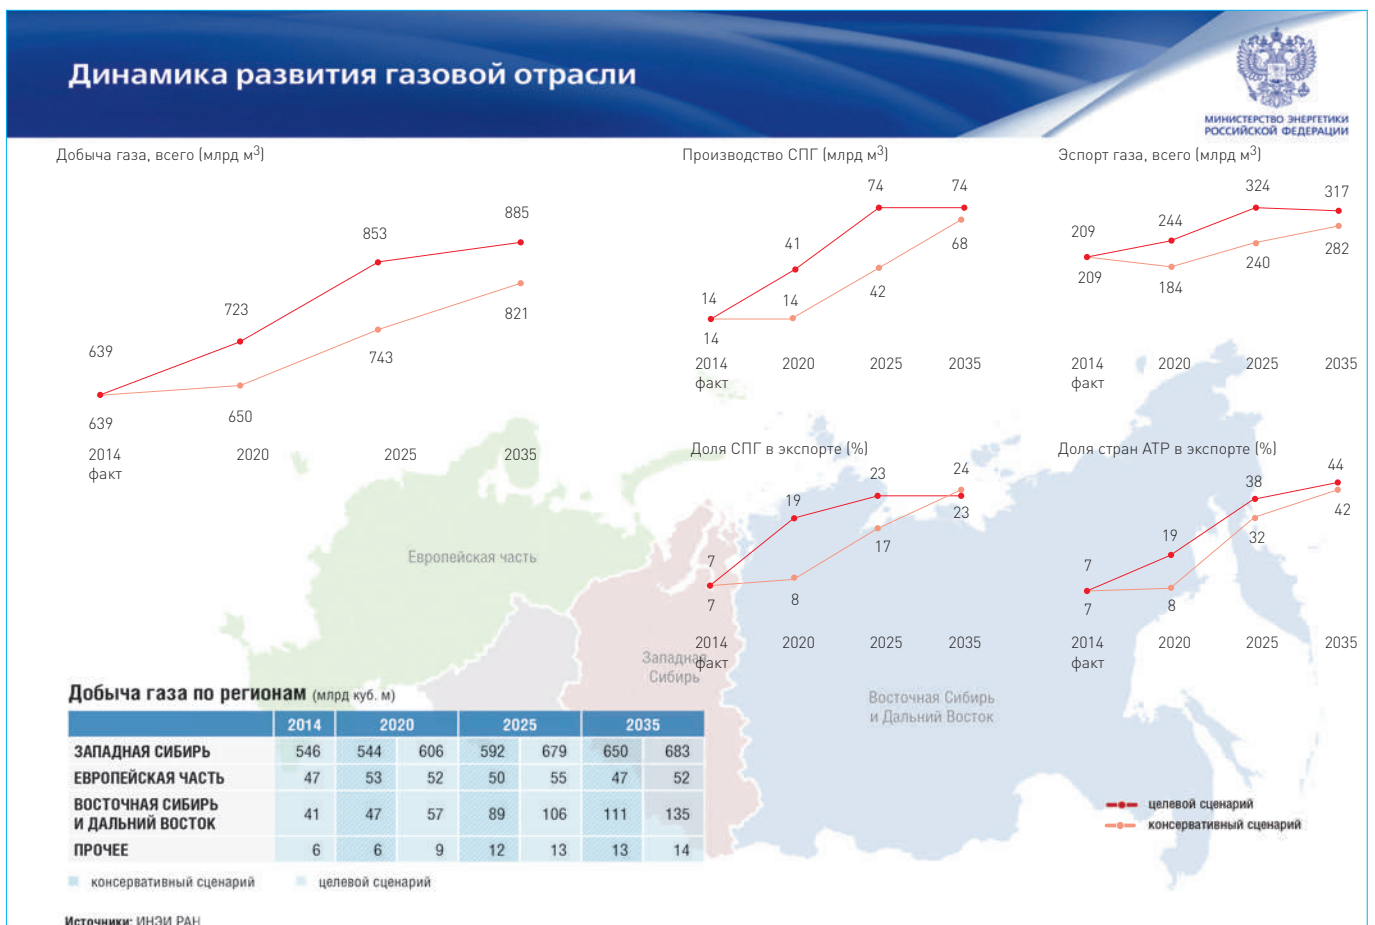 Динамика развития газовой отрасли
МИНИСТЕРСТВО ЭНЕРГЕТИКИ
РОССИЙСКОЙ ФЕДЕРАЦИИ
Добыча газа, всего (млрд м³)
885
853
723
821
743
639
650
639
2014 2020 2025 2035
факт
Производство СПГ (млрд м³)
74 74
41
68
42
14 14
14
2014 2020 2025 2035
факт
Эспорт газа, всего (млрд м³)
324 317
244
209
282
240
209 184
2014 2020 2025 2035
факт
Доля СПГ в экспорте (%)
24
23
19
23
17
7
7 8
2014 2020 2025 2035
факт
Доля стран АТР в экспорте (%)
44
38
42
19
32
7
7 8
2014 2020 2025 2035
факт
Европейская часть
Западная
Сибирь
Восточная Сибирь
и Дальний Восток
Добыча газа по регионам (млрд куб. м)
2014 2020 2025 2035
ЗАПАДНАЯ СИБИРЬ 546 544 606 592 679 650 683
ЕВРОПЕЙСКАЯ ЧАСТЬ 47 53 52 50 55 47 52
ВОСТОЧНАЯ СИБИРЬ
И ДАЛЬНИЙ ВОСТОК 41 47 57 89 106 111 135
ПРОЧЕЕ 6 6 9 12 13 13 14
консервативный сценарий целевой сценарий
целевой сценарий
консервативный сценарий
Источники: ИНЭИ РАН